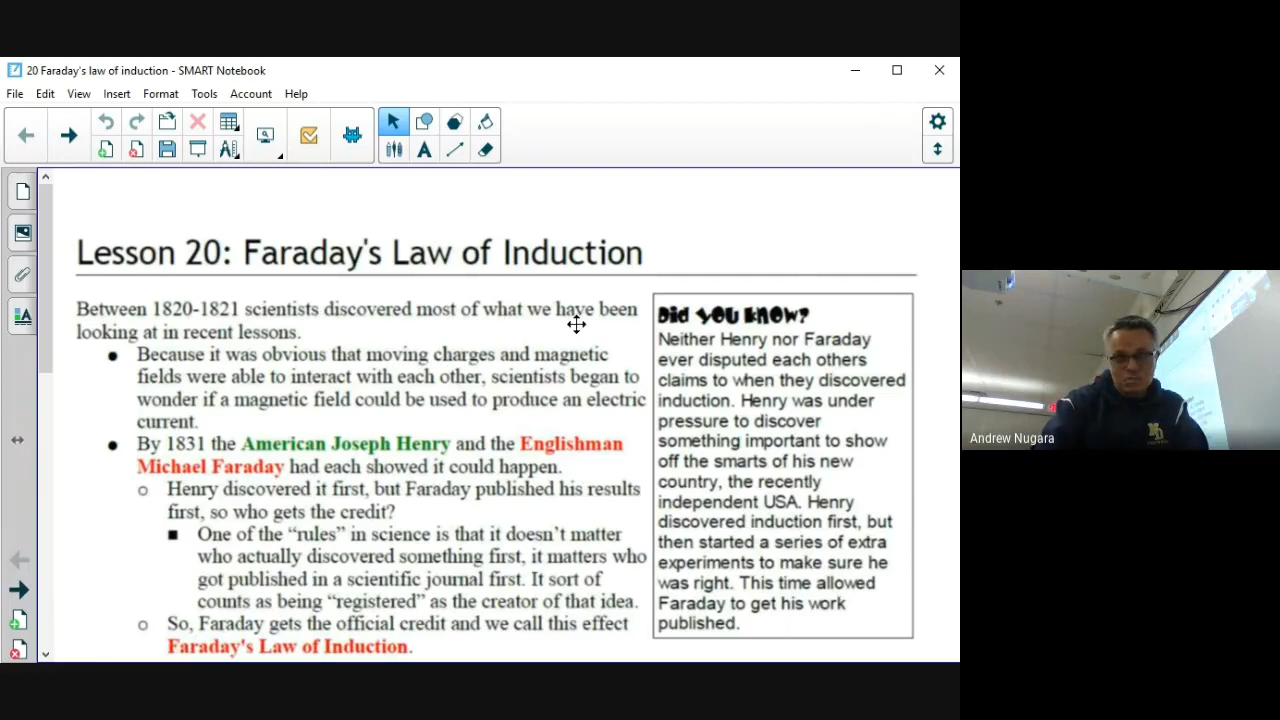 20 Faraday's law of induction - SMART Notebook
File Edit View Insert Format Tools Account Help
Lesson 20: Faraday's Law of Induction
Between 1820-1821 scientists discovered most of what we have been
looking at in recent lessons.
● Because it was obvious that moving charges and magnetic
fields were able to interact with each other, scientists began to
wonder if a magnetic field could be used to produce an electric
current.
● By 1831 the American Joseph Henry and the Englishman
Michael Faraday had each showed it could happen.
○ Henry discovered it first, but Faraday published his results
first, so who gets the credit?
■ One of the “rules” in science is that it doesn’t matter
who actually discovered something first, it matters who
got published in a scientific journal first. It sort of
counts as being “registered” as the creator of that idea.
○ So, Faraday gets the official credit and we call this effect
Faraday's Law of Induction.
Did you know?
Neither Henry nor Faraday
ever disputed each others
claims to when they discovered
induction. Henry was under
pressure to discover
something important to show
off the smarts of his new
country, the recently
independent USA. Henry
discovered induction first, but
then started a series of extra
experiments to make sure he
was right. This time allowed
Faraday to get his work
published.
Andrew Nugara